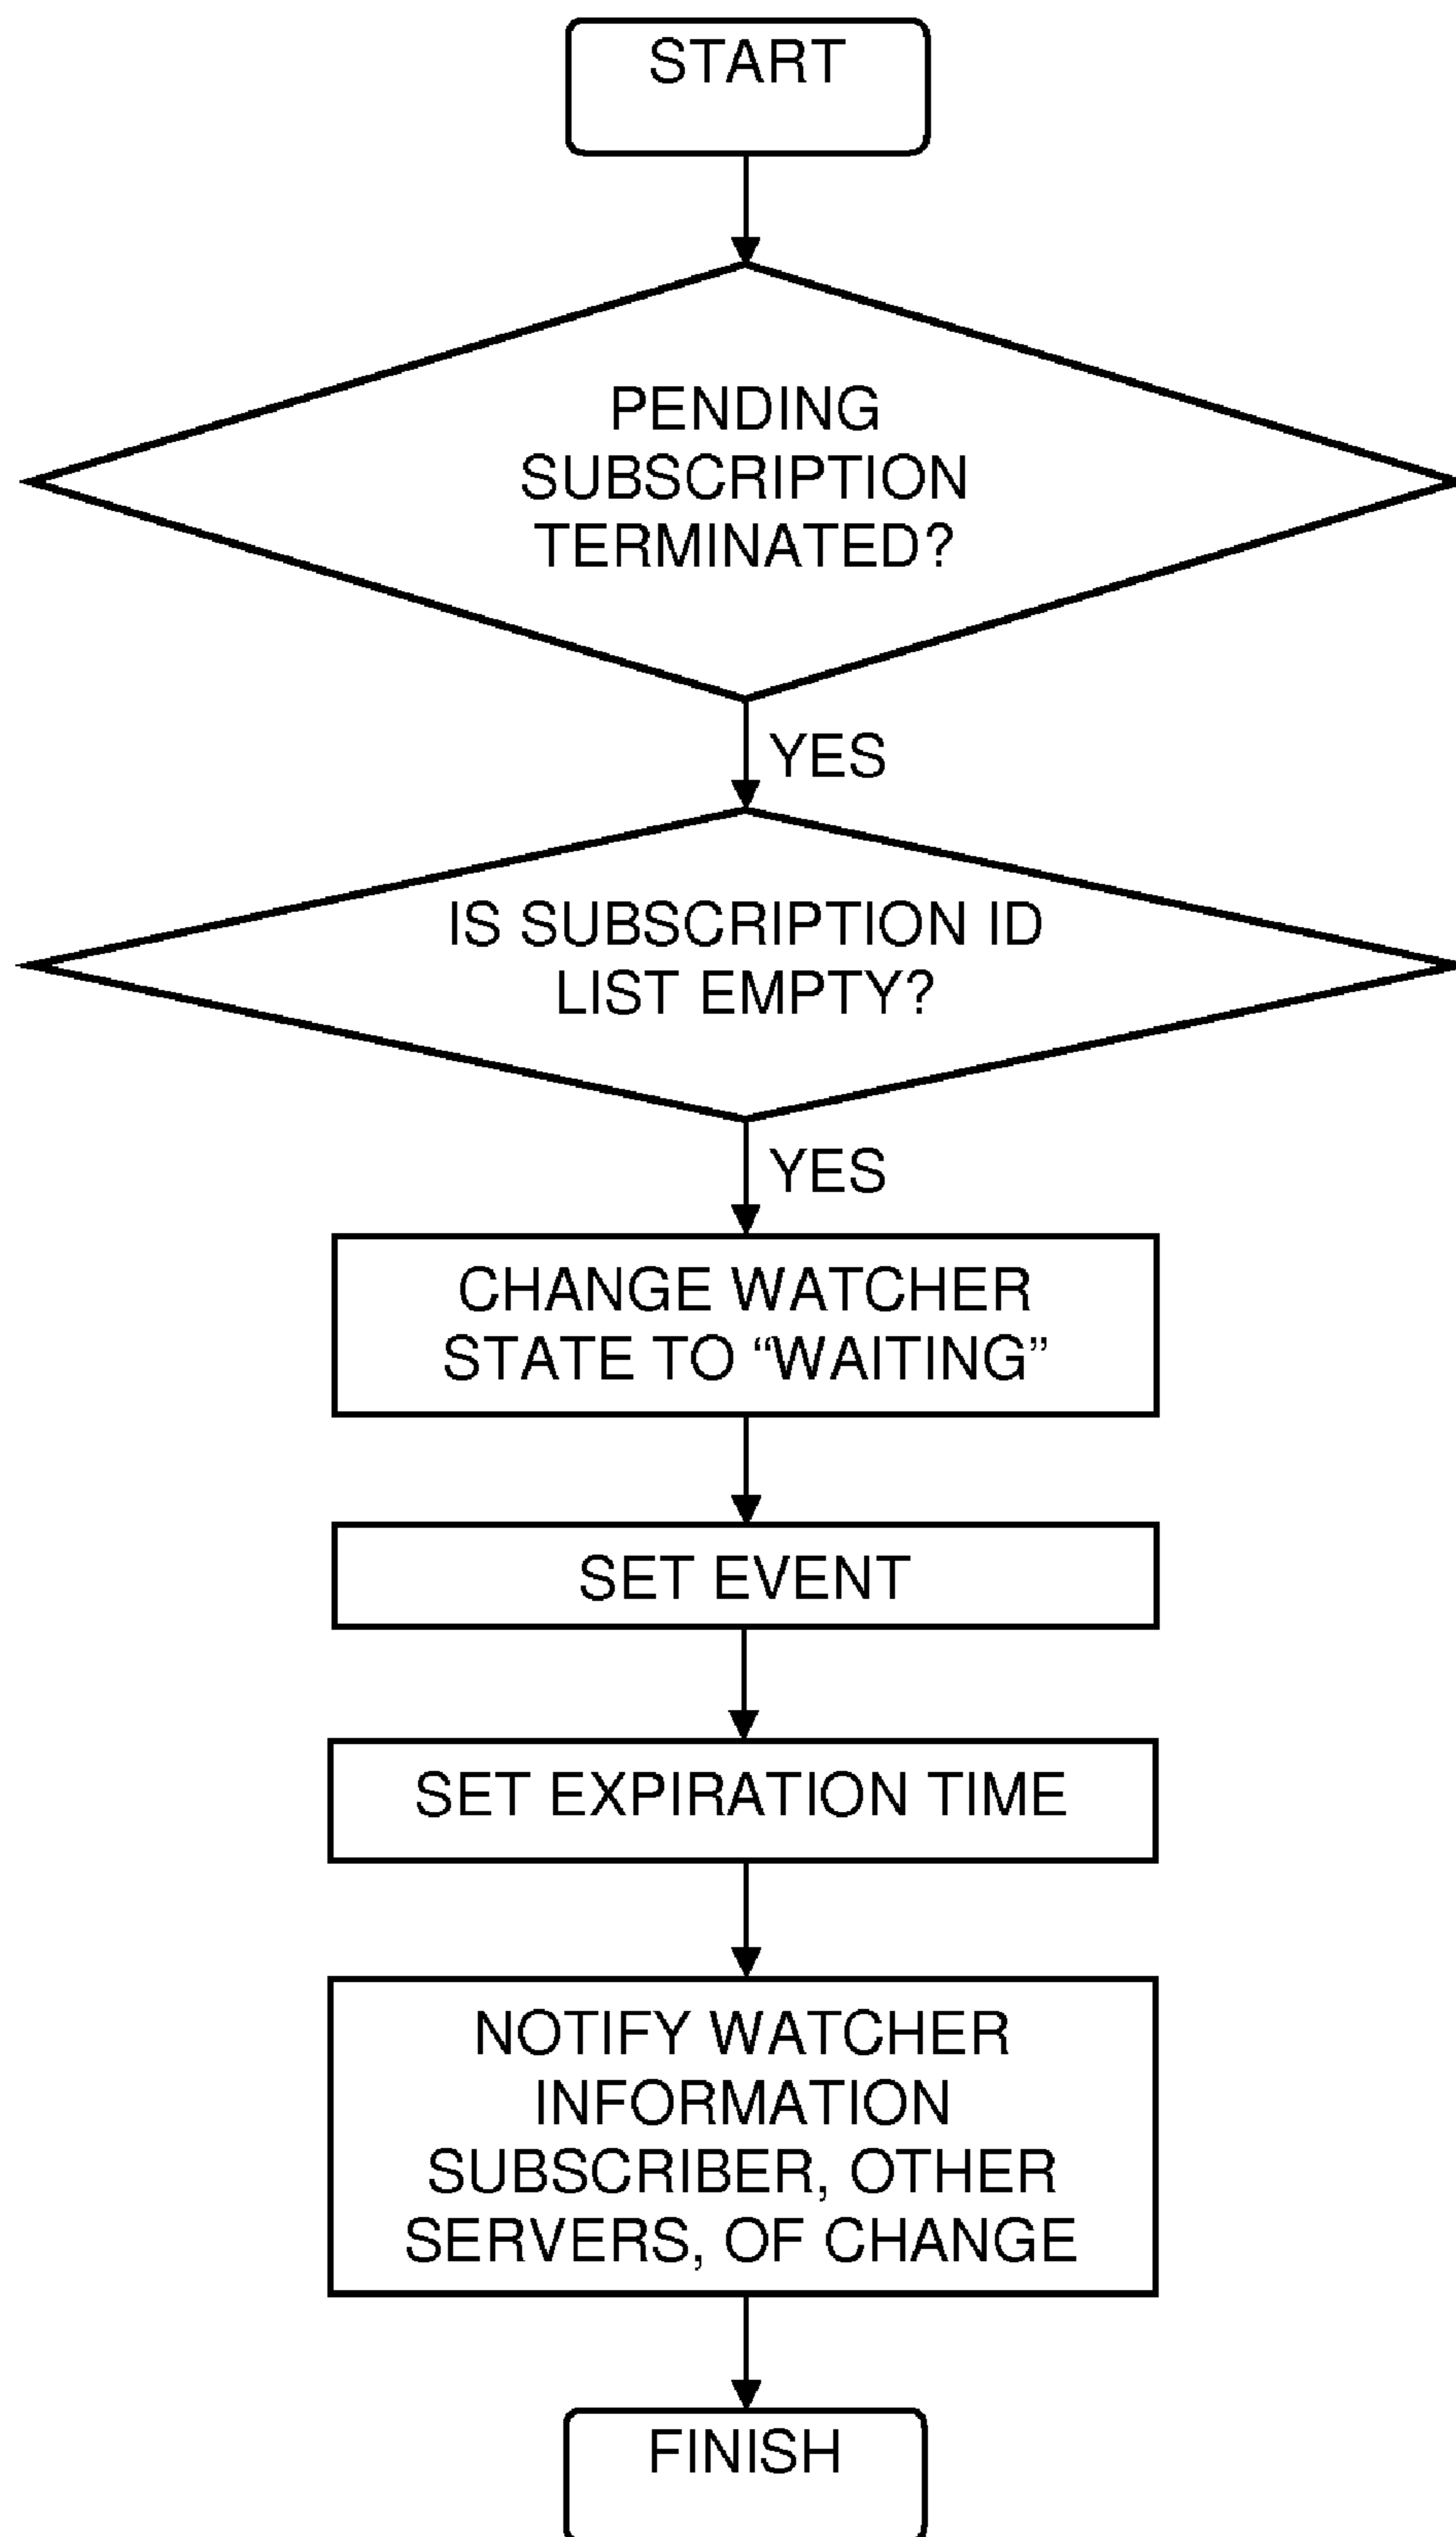 START
PENDING
SUBSCRIPTION
TERMINATED?
YES
IS SUBSCRIPTION ID
LIST EMPTY?
YES
CHANGE WATCHER
STATE TO “WAITING”
SET EVENT
SET EXPIRATION TIME
NOTIFY WATCHER
INFORMATION
SUBSCRIBER, OTHER
SERVERS, OF CHANGE
FINISH